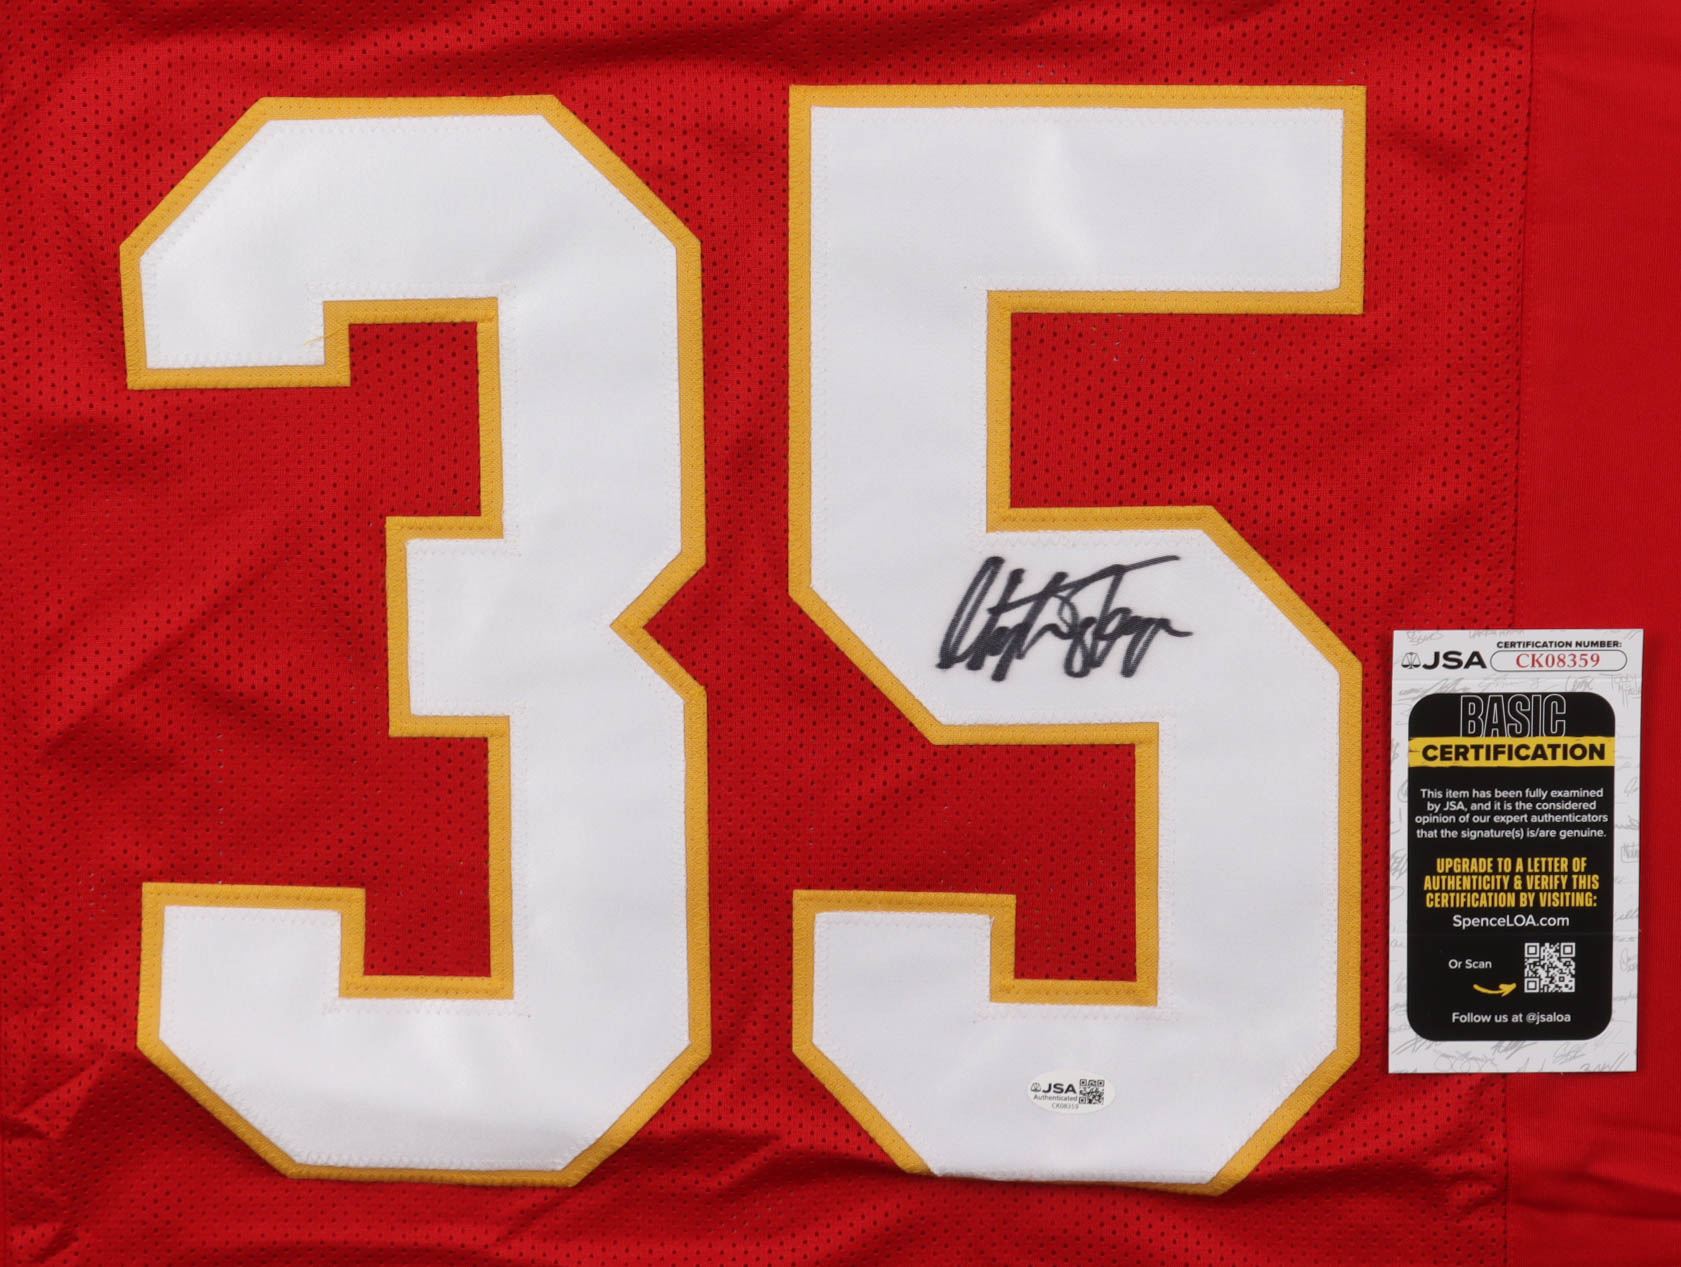 35
JSA
CERTIFICATION NUMBER:
CK08359
BASIC
CERTIFICATION
This item has been fully examined
by JSA, and it is the considered
opinion of our expert authenticators
that the signature(s) is/are genuine.
UPGRADE TO A LETTER OF
AUTHENTICITY & VERIFY THIS
CERTIFICATION BY VISITING:
SpenceLOA.com
Or Scan
Follow us at @jsaloa
JSA
Authenticated
CK08359